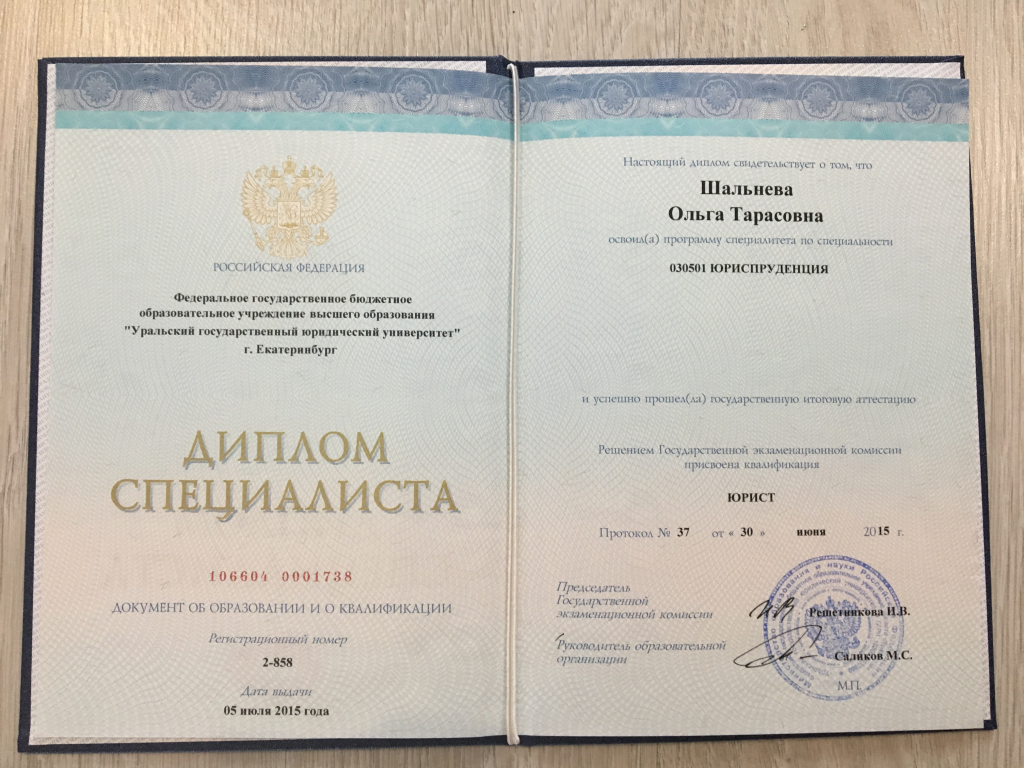 РОССИЙСКАЯ ФЕДЕРАЦИЯ
Федеральное государственное бюджетное
образовательное учреждение высшего образования
"Уральский государственный юридический университет"
г. Екатеринбург
ДИПЛОМ
СПЕЦИАЛИСТА
106604 0001738
ДОКУМЕНТ ОБ ОБРАЗОВАНИИ И О КВАЛИФИКАЦИИ
Регистрационный номер
2-858
Дата выдачи
05 июля 2015 года
Настоящий диплом свидетельствует о том, что
Шальнева
Ольга Тарасовна
освоил(а) программу специалитета по специальности
030501 ЮРИСПРУДЕНЦИЯ
и успешно прошел(ла) государственную итоговую аттестацию
Решением Государственной экзаменационной комиссии
присвоена квалификация
ЮРИСТ
Протокол № 37 от « 30 » июня 2015 г.
Председатель
Государственной
экзаменационной комиссии
Решетникова И.В.
Руководитель образовательной
организации
Саликов М.С.
М.П.